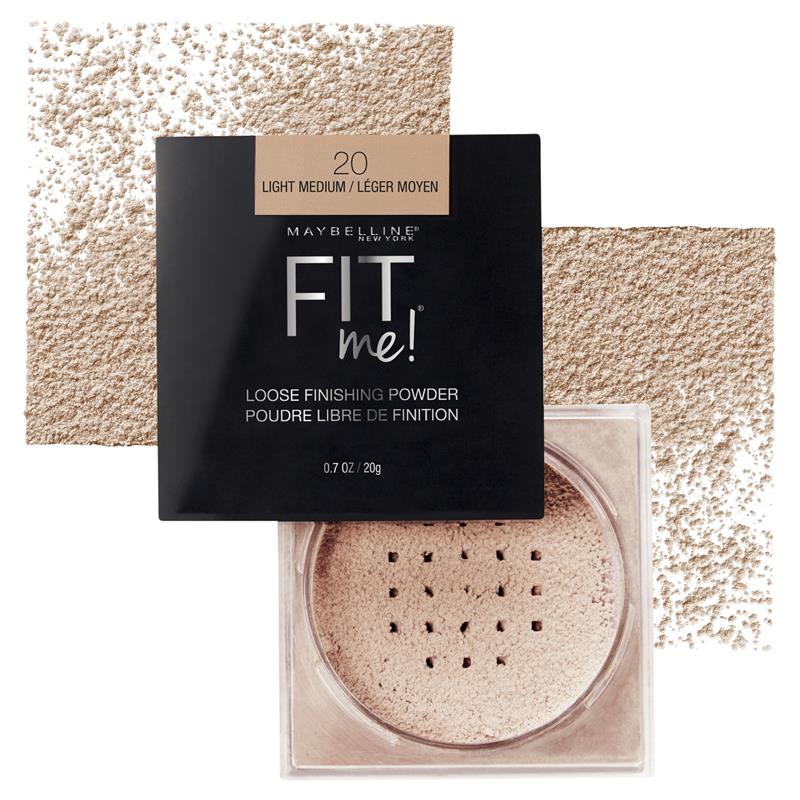 20
LIGHT MEDIUM / LÉGER MOYEN
MAYBELLINE®
NEW YORK
FIT
me!®
LOOSE FINISHING POWDER
POUDRE LIBRE DE FINITION
0.7 OZ / 20g